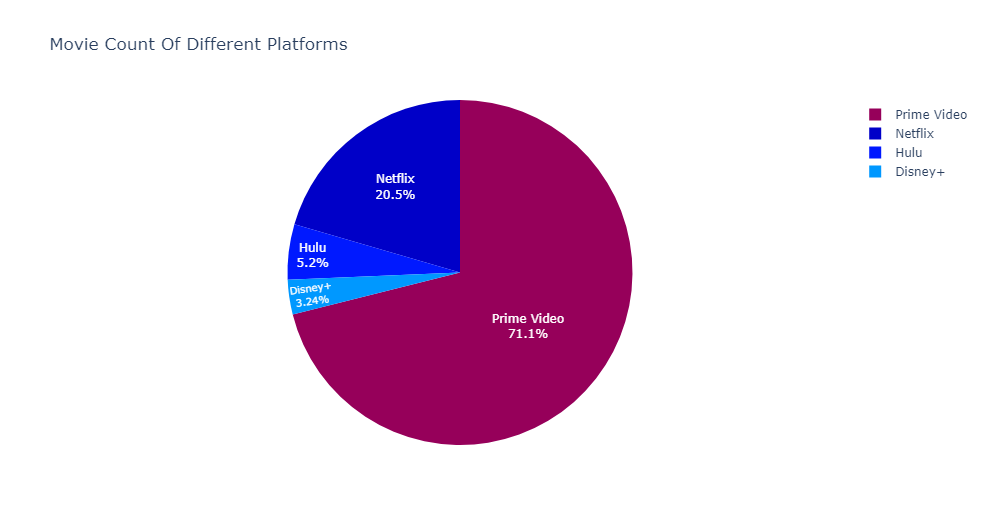 Movie Count Of Different Platforms
Prime Video
Netflix
Hulu
Disney+
Netflix
20.5%
Hulu
5.2%
Disney+
3.24%
Prime Video
71.1%